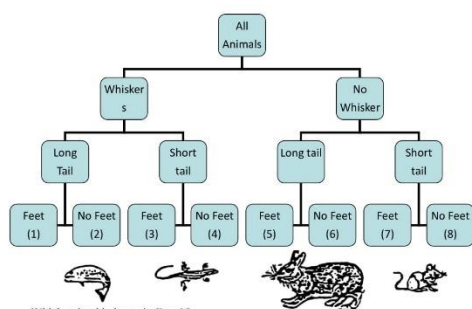 All
Animals
Whisker
s
No
Whisker
Long
Tail
Short
tail
Long tail
Short
tail
Feet
(1)
No Feet
(2)
Feet
(3)
No Feet
(4)
Feet
(5)
No Feet
(6)
Feet
(7)
No Feet
(8)